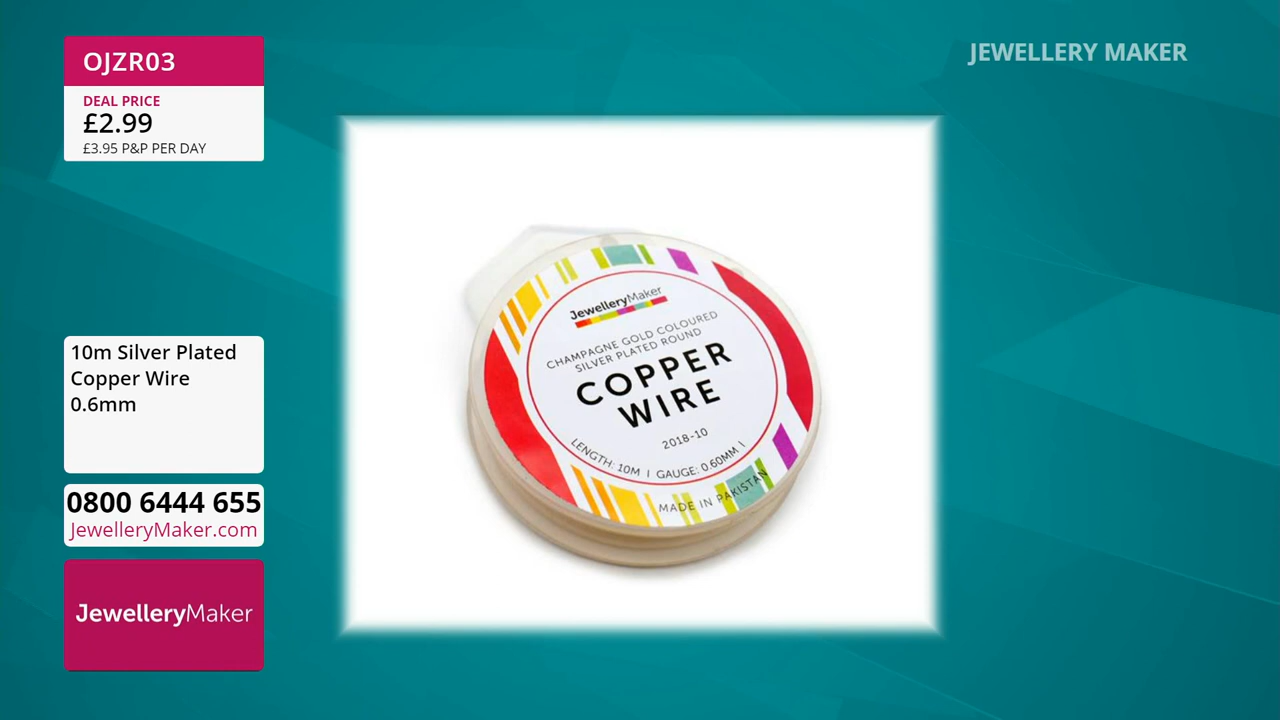 OJZR03
DEAL PRICE
£2.99
£3.95 P&P PER DAY
JEWELLERY MAKER
JewelleryMaker
CHAMPAGNE GOLD COLOURED
SILVER PLATED ROUND
COPPER
WIRE
2018-10
LENGTH: 10M | GAUGE: 0.60MM |
MADE IN PAKISTAN
10m Silver Plated
Copper Wire
0.6mm
0800 6444 655
JewelleryMaker.com
JewelleryMaker